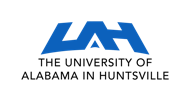 UAH
THE UNIVERSITY OF
ALABAMA IN HUNTSVILLE